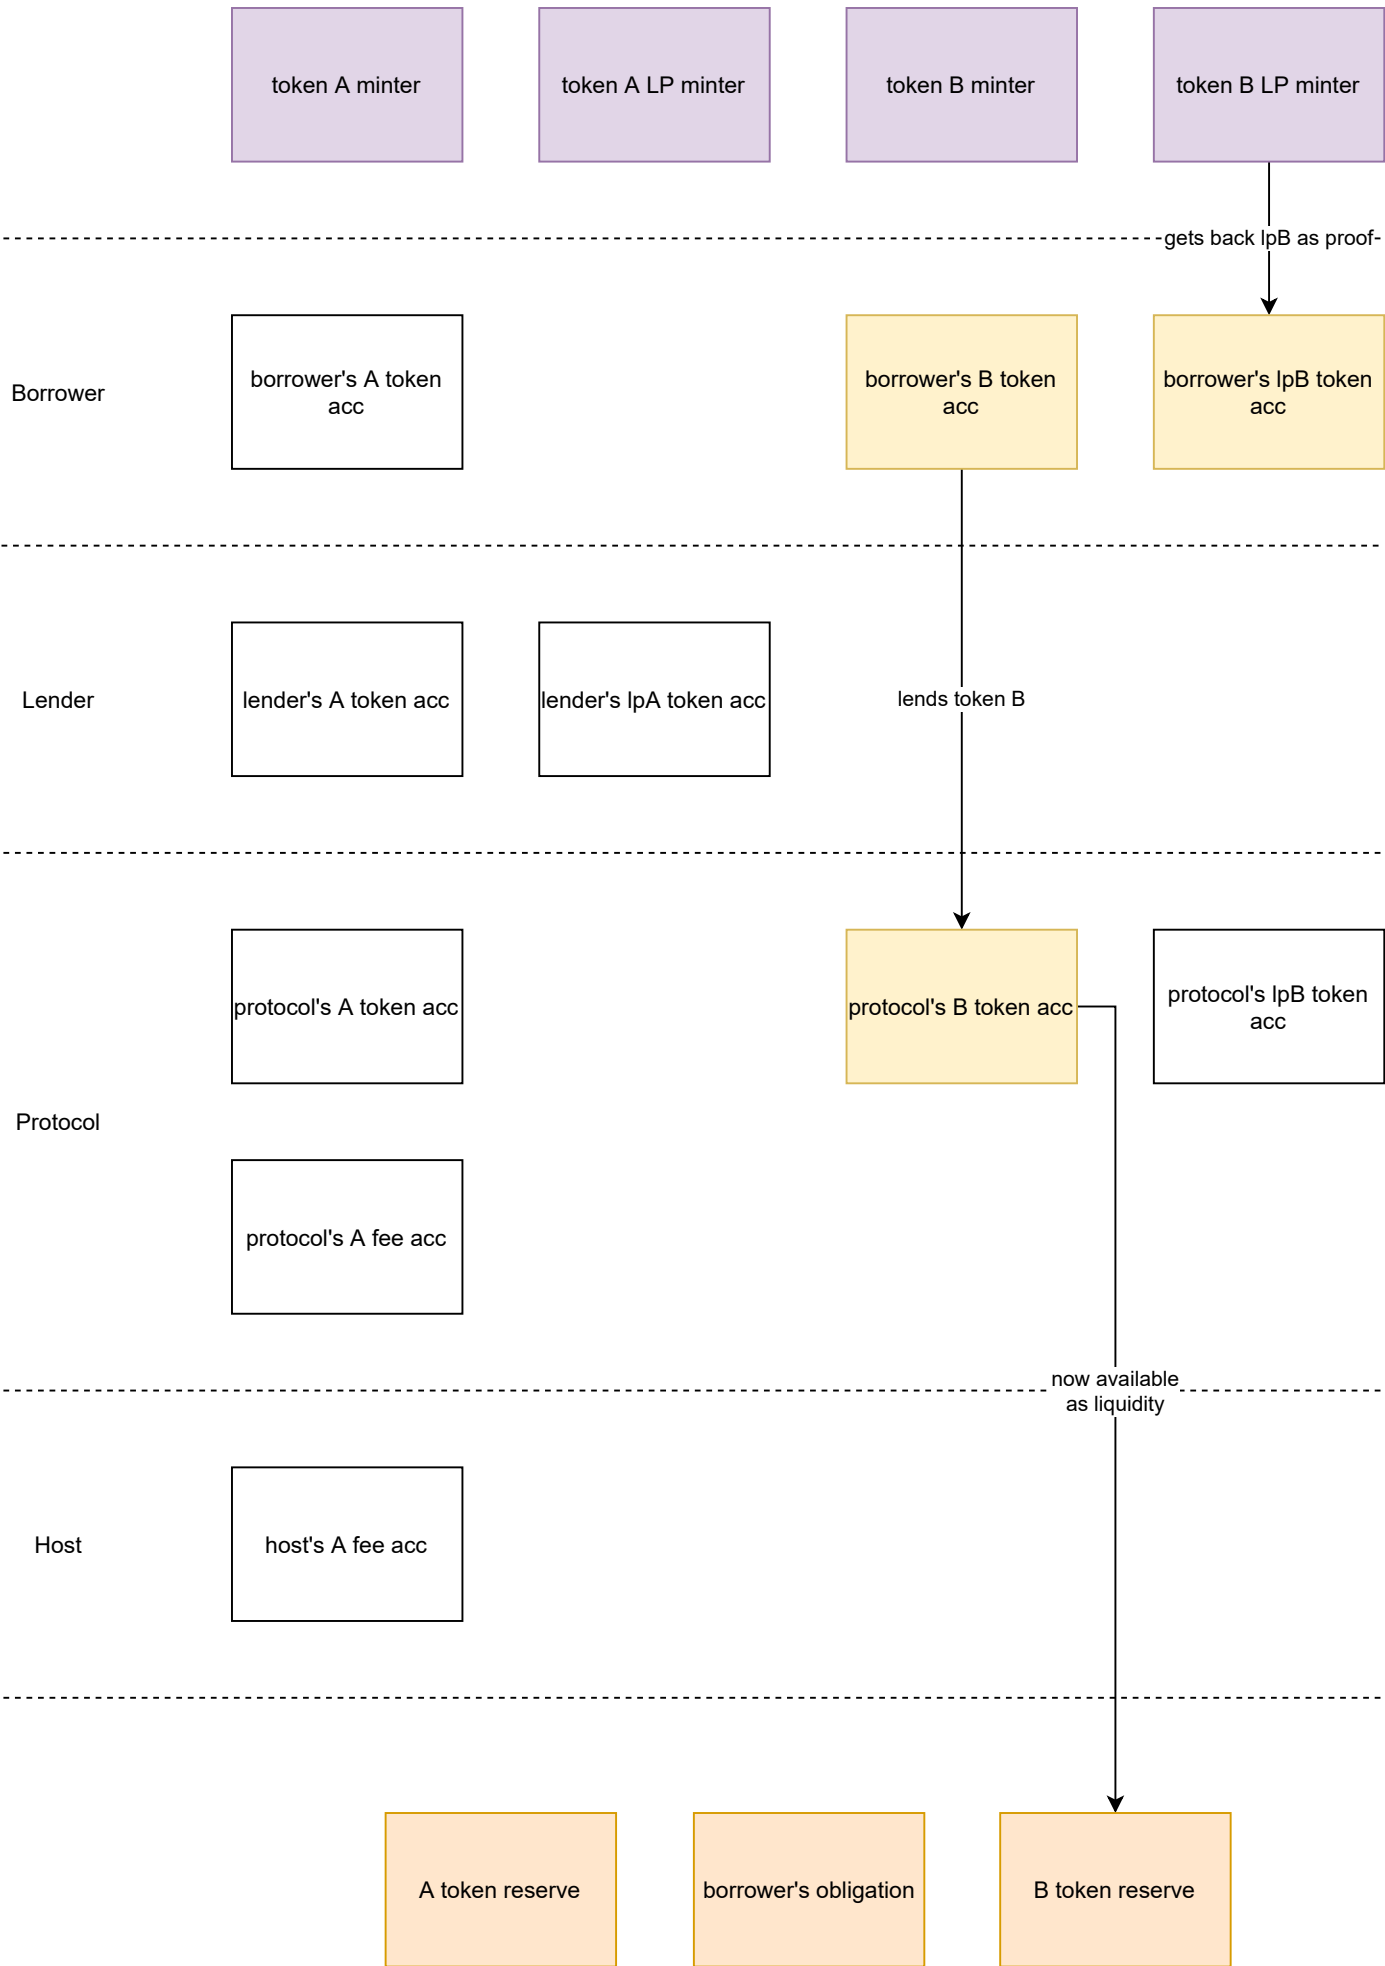 token A minter
token A LP minter
token B minter
token B LP minter
gets back lpB as proof
Borrower
borrower's A token
acc
borrower's B token
acc
borrower's lpB token
acc
Lender
lender's A token acc
lender's lpA token acc
lends token B
protocol's A token acc
protocol's B token acc
protocol's lpB token
acc
Protocol
protocol's A fee acc
now available
as liquidity
Host
host's A fee acc
A token reserve
borrower's obligation
B token reserve